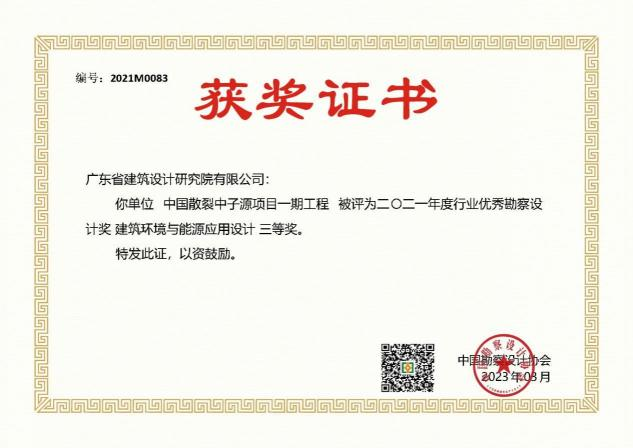 编号：2021M0083
获奖证书
广东省建筑设计研究院有限公司：
你单位 中国散裂中子源项目一期工程 被评为二〇二一年度行业优秀勘察设
计奖 建筑环境与能源应用设计 三等奖。
特发此证，以资鼓励。
中国勘察设计协会
2023年03月